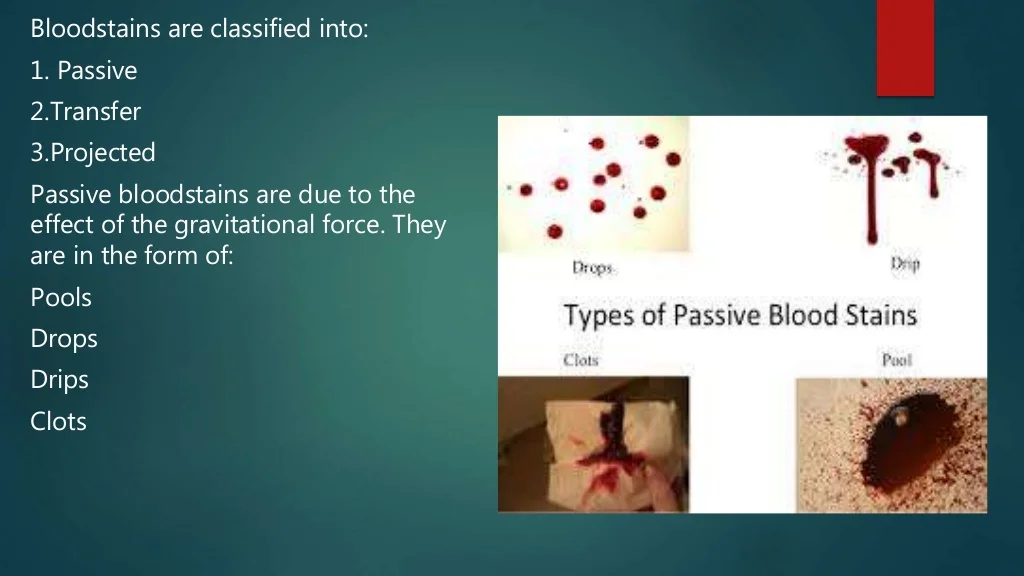 Bloodstains are classified into:
1. Passive
2.Transfer
3.Projected
Passive bloodstains are due to the
effect of the gravitational force. They
are in the form of:
Pools
Drops
Drips
Clots
Drops.
Drip
Types of Passive Blood Stains
Clots
Pool